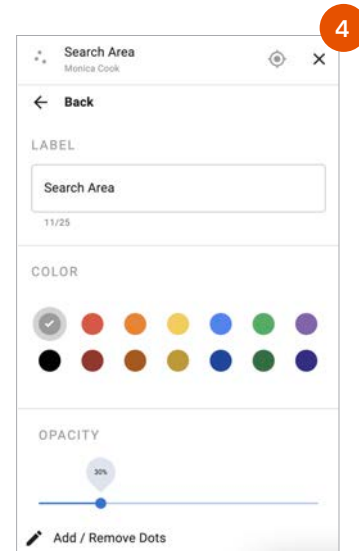 4
Search Area
Monica Cook
Back
LABEL
Search Area
11/25
COLOR
OPACITY
30%
Add / Remove Dots